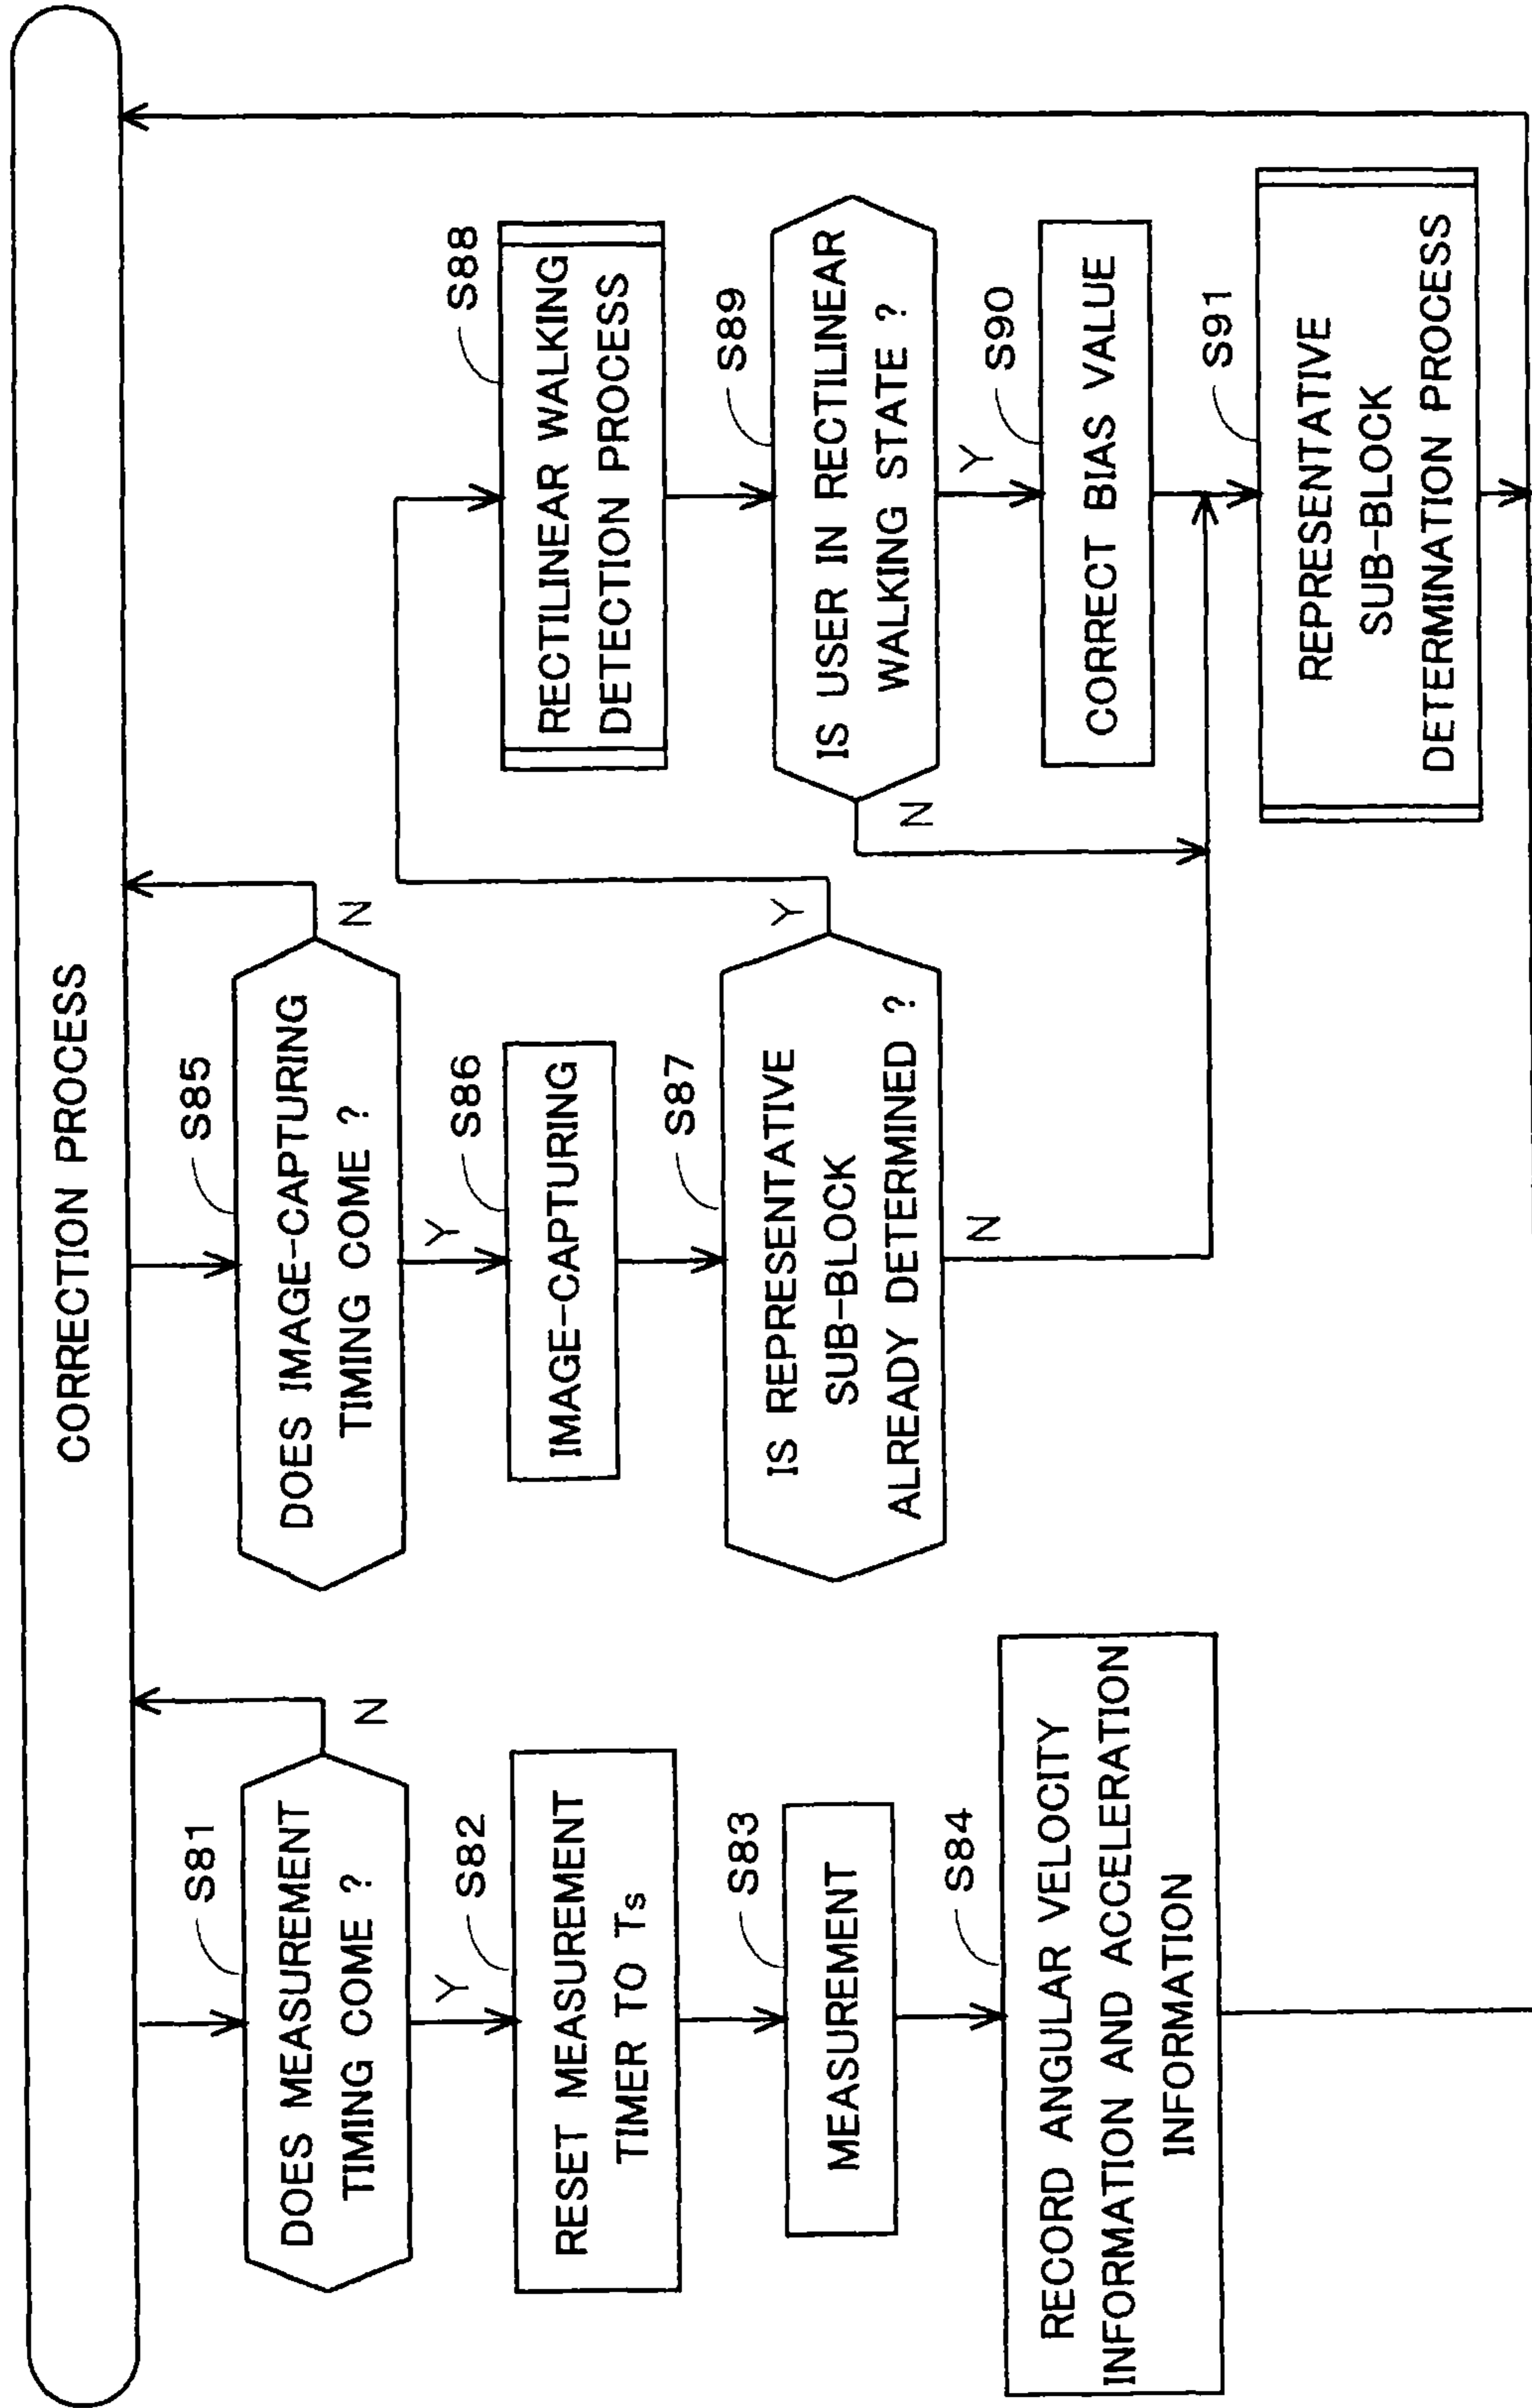 CORRECTION PROCESS
S81
DOES MEASUREMENT
TIMING COME ?
N
Y
S82
RESET MEASUREMENT
TIMER TO Ts
S83
MEASUREMENT
S84
RECORD ANGULAR VELOCITY
INFORMATION AND ACCELERATION
INFORMATION
S85
DOES IMAGE-CAPTURING
TIMING COME ?
N
Y
S86
IMAGE-CAPTURING
S87
IS REPRESENTATIVE
SUB-BLOCK
ALREADY DETERMINED ?
Y
N
S88
RECTILINEAR WALKING
DETECTION PROCESS
S89
IS USER IN RECTILINEAR
WALKING STATE ?
N
Y
S90
CORRECT BIAS VALUE
S91
REPRESENTATIVE
SUB-BLOCK
DETERMINATION PROCESS